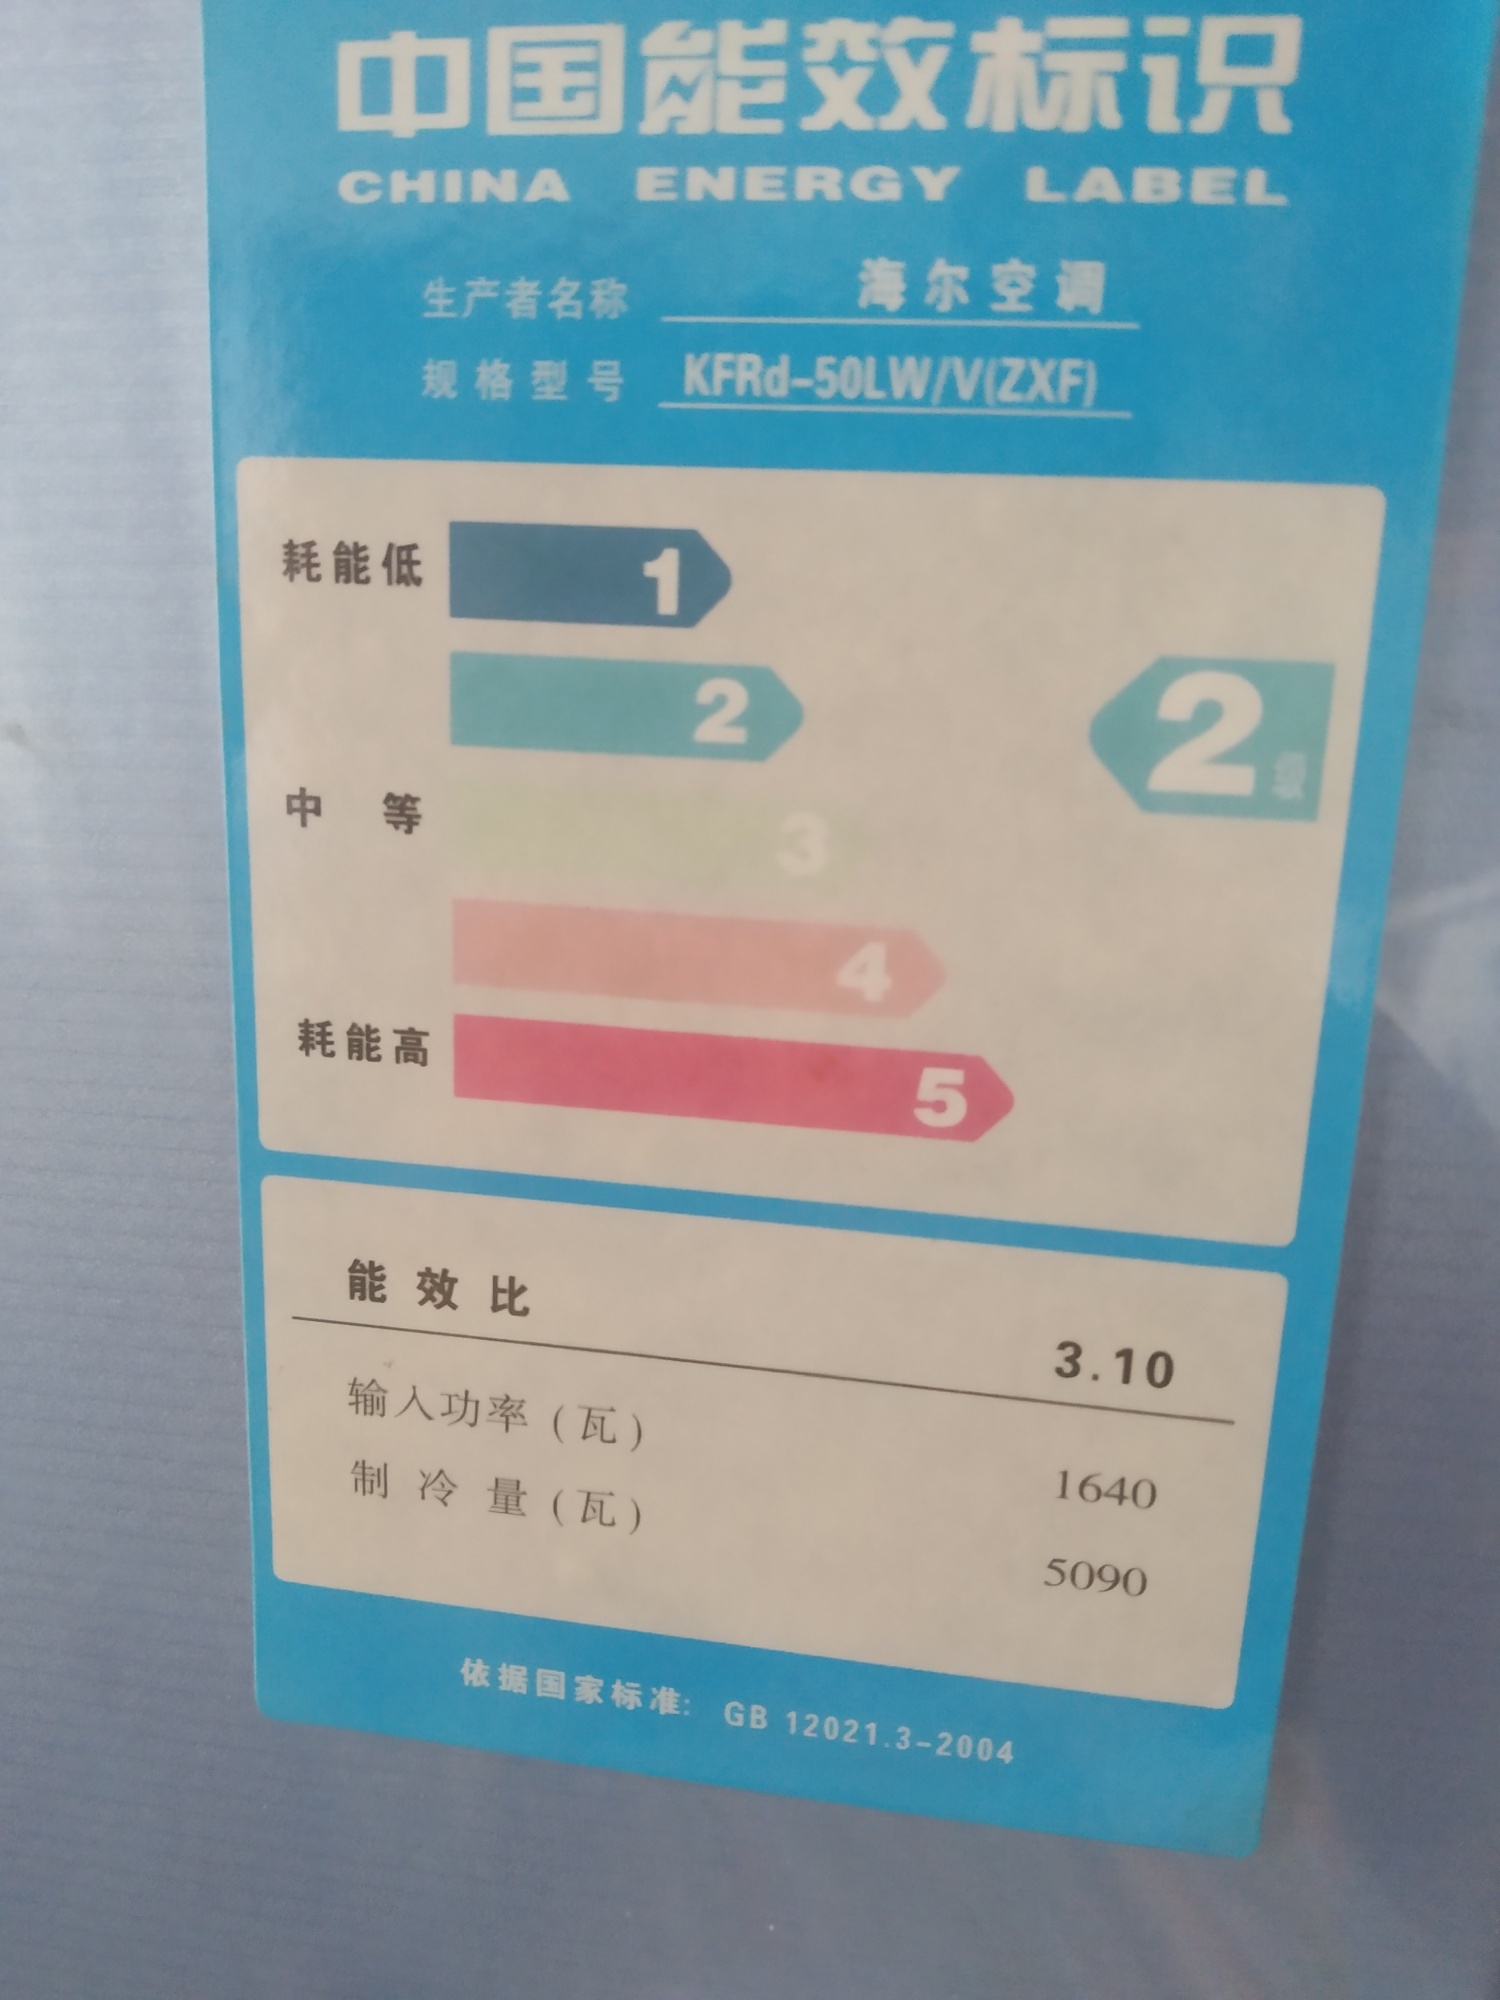 中国能效标识
CHINA ENERGY LABEL
生产者名称 海尔空调
规格型号 KFRd-50LW/V(ZXF)
耗能低 1
2
2级
中等 3
4
耗能高 5
能效比 3.10
输入功率(瓦) 1640
制冷量(瓦) 5090
依据国家标准: GB 12021.3-2004